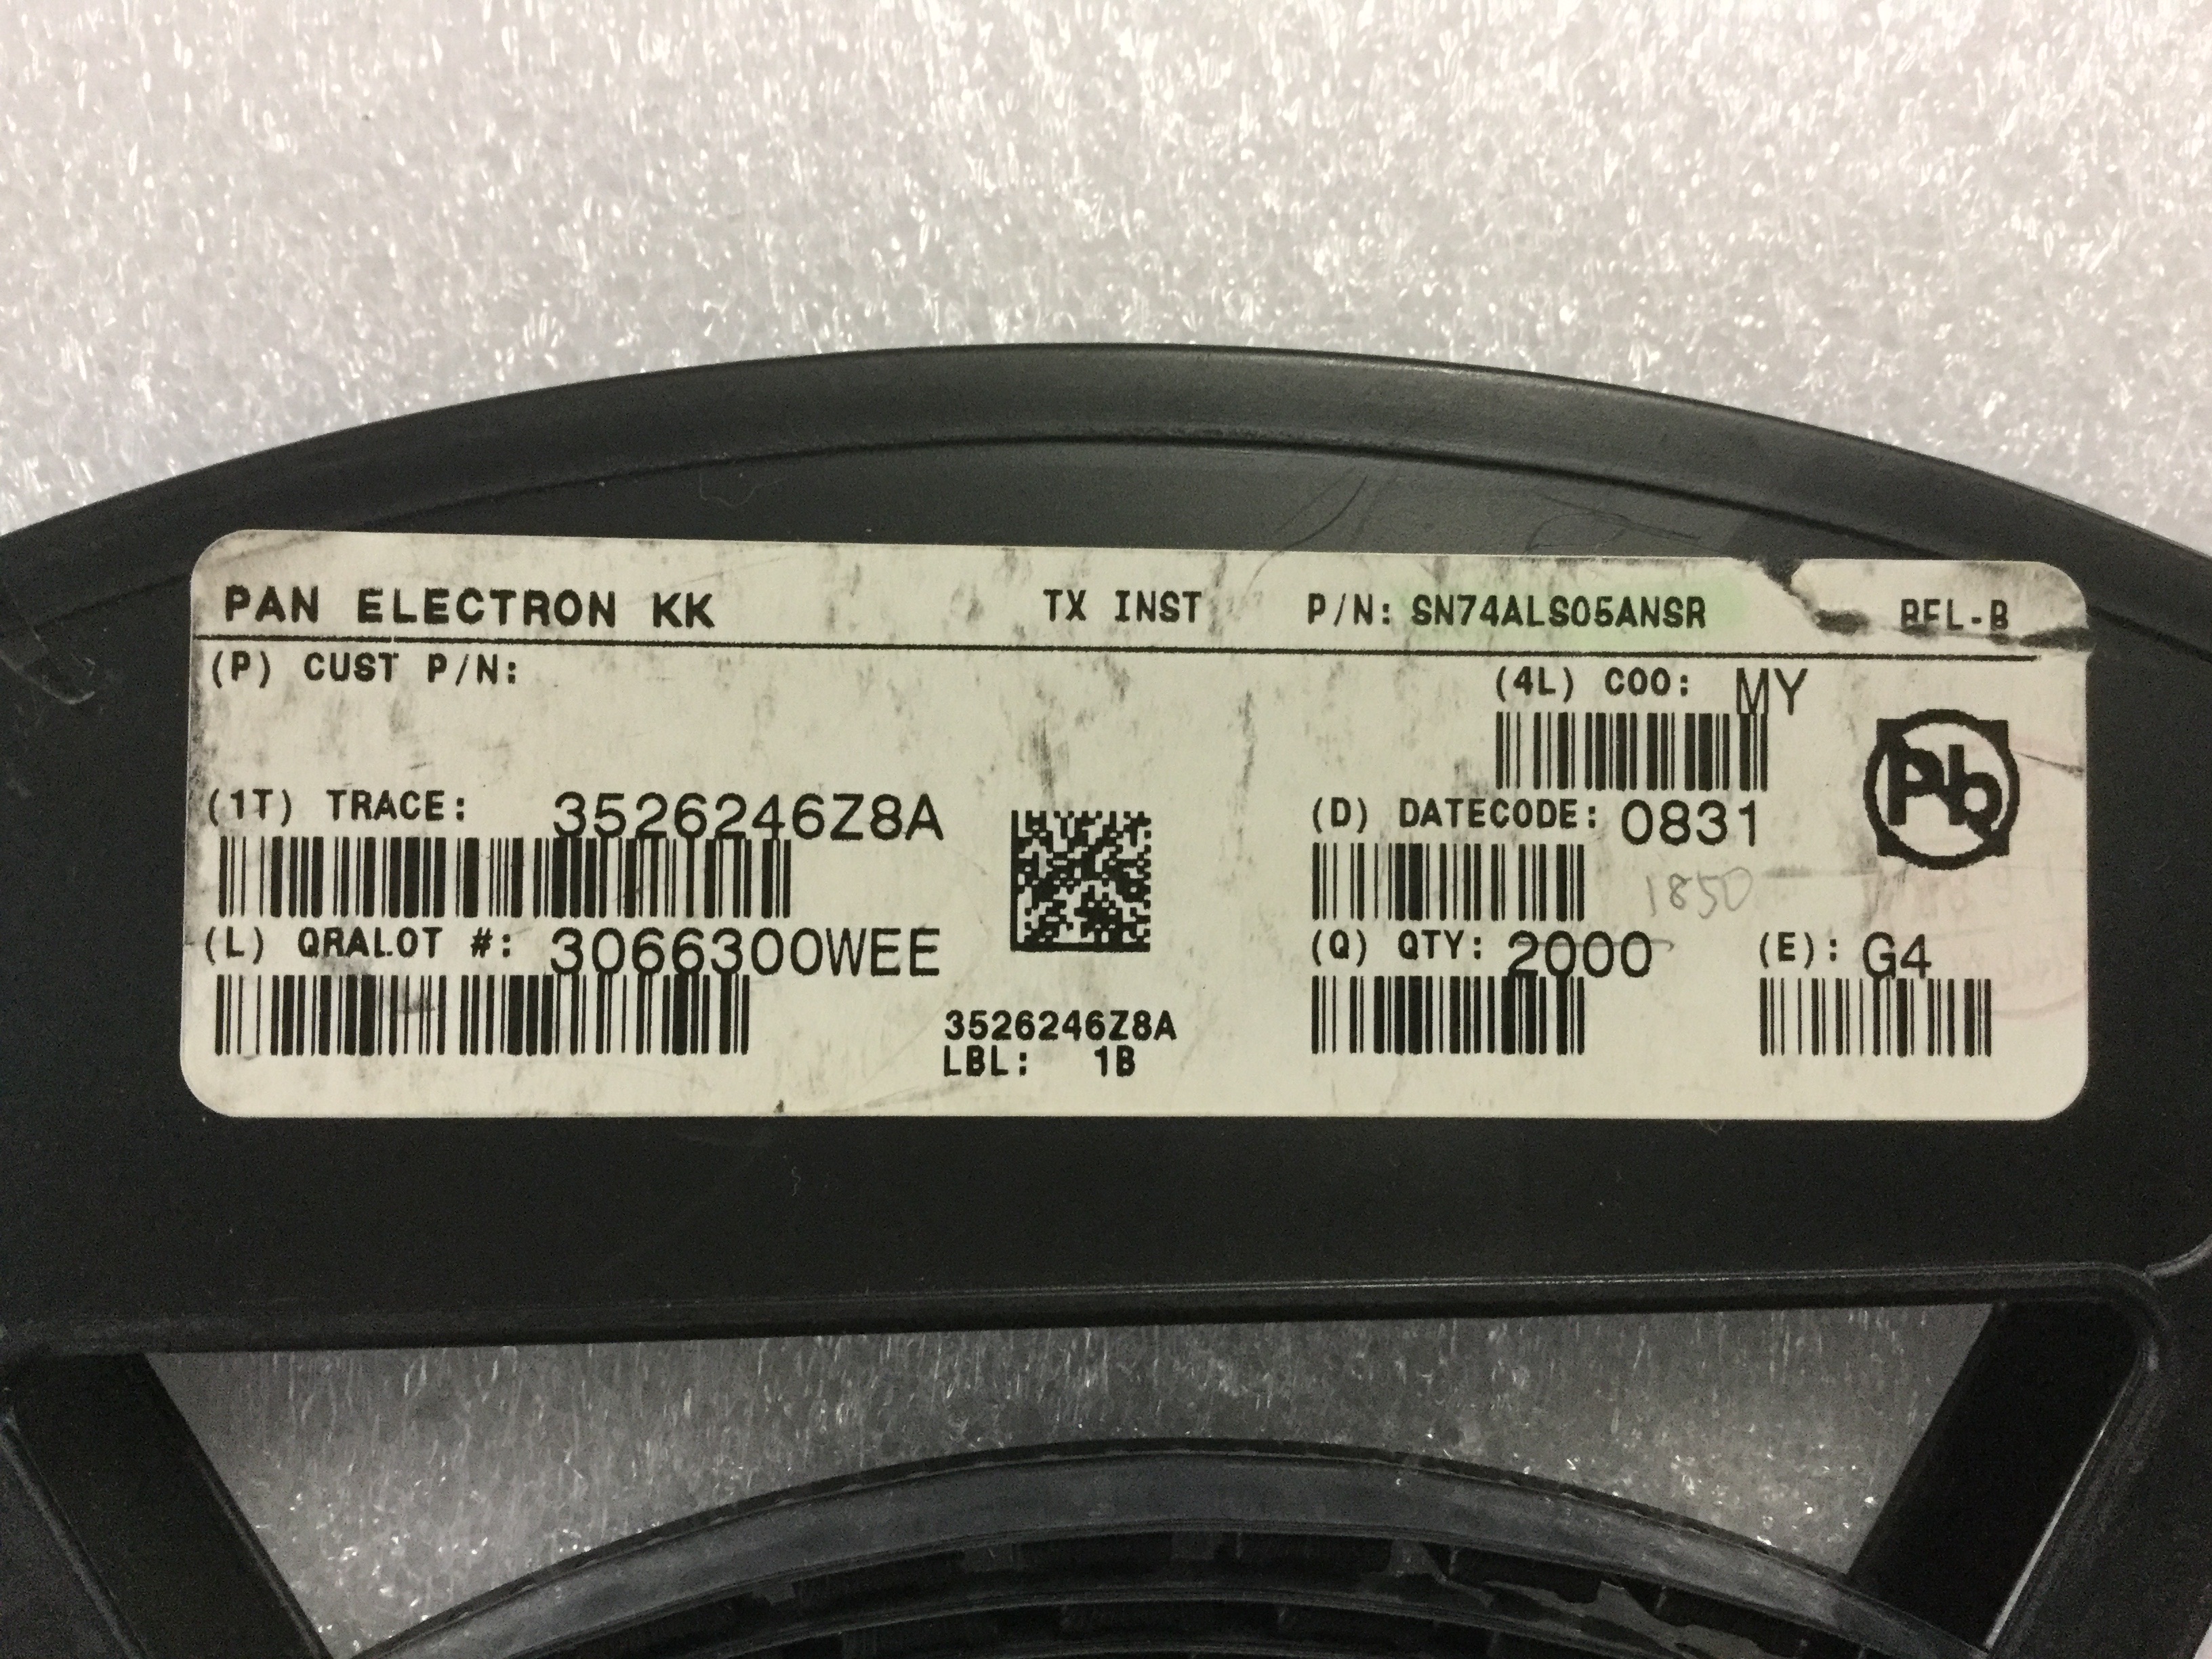 PAN ELECTRON KK TX INST P/N: SN74ALS05ANSR
(P) CUST P/N: (4L) COO: MY
Pb
(1T) TRACE: 3526246Z8A (D) DATECODE: 0831
1850
(L) QRALOT #: 3066300WEE (Q) QTY: 2000 (E): G4
3526246Z8A
LBL: 1B